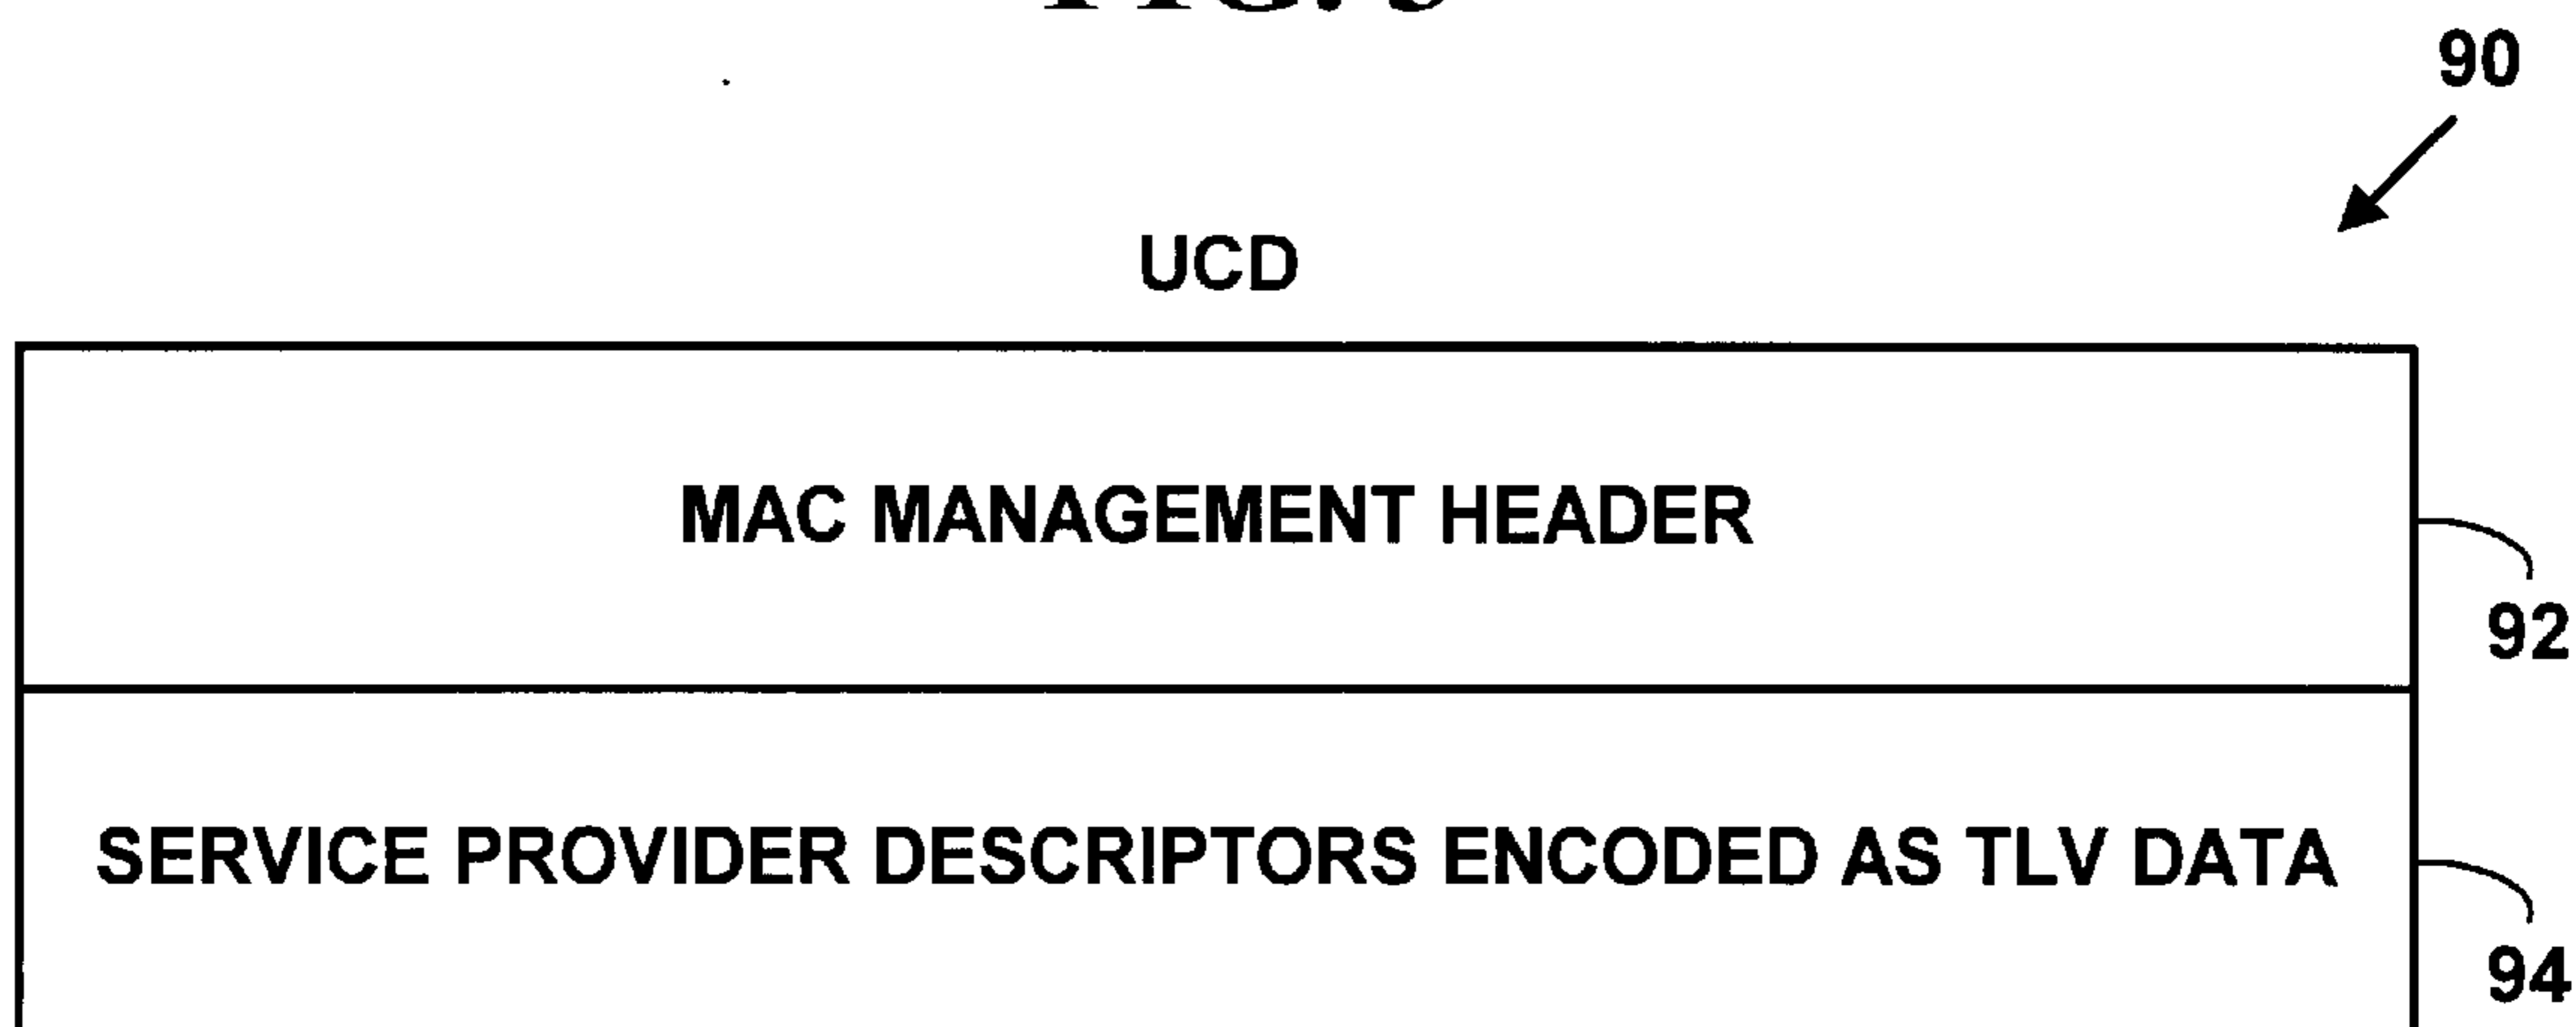 90
UCD
MAC MANAGEMENT HEADER
92
SERVICE PROVIDER DESCRIPTORS ENCODED AS TLV DATA
94